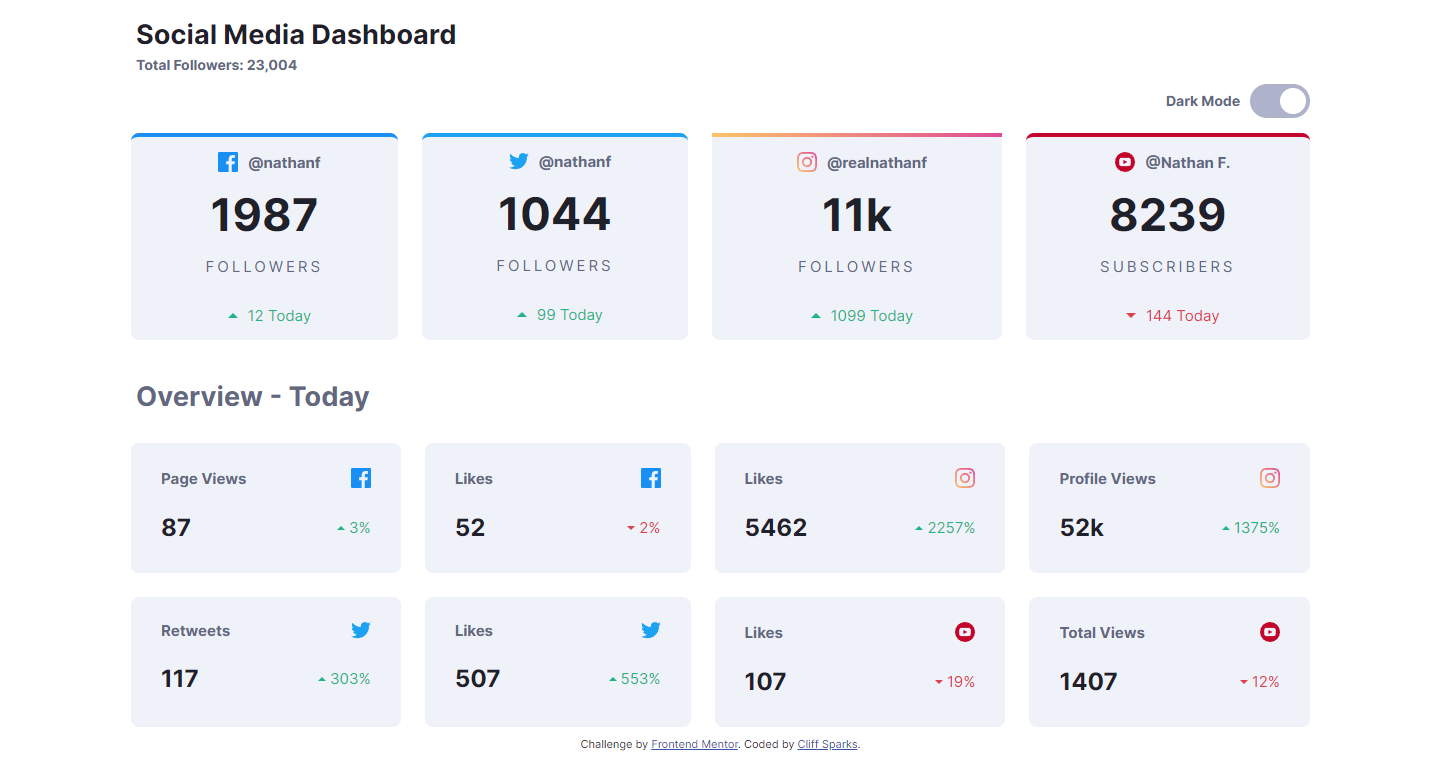 Social Media Dashboard
Total Followers: 23,004
Dark Mode
@nathanf
1987
FOLLOWERS
12 Today
@nathanf
1044
FOLLOWERS
99 Today
@realnathanf
11k
FOLLOWERS
1099 Today
@Nathan F.
8239
SUBSCRIBERS
144 Today
Overview - Today
Page Views
87
3%
Likes
52
2%
Likes
5462
2257%
Profile Views
52k
1375%
Retweets
117
303%
Likes
507
553%
Likes
107
19%
Total Views
1407
12%
Challenge by Frontend Mentor. Coded by Cliff Sparks.